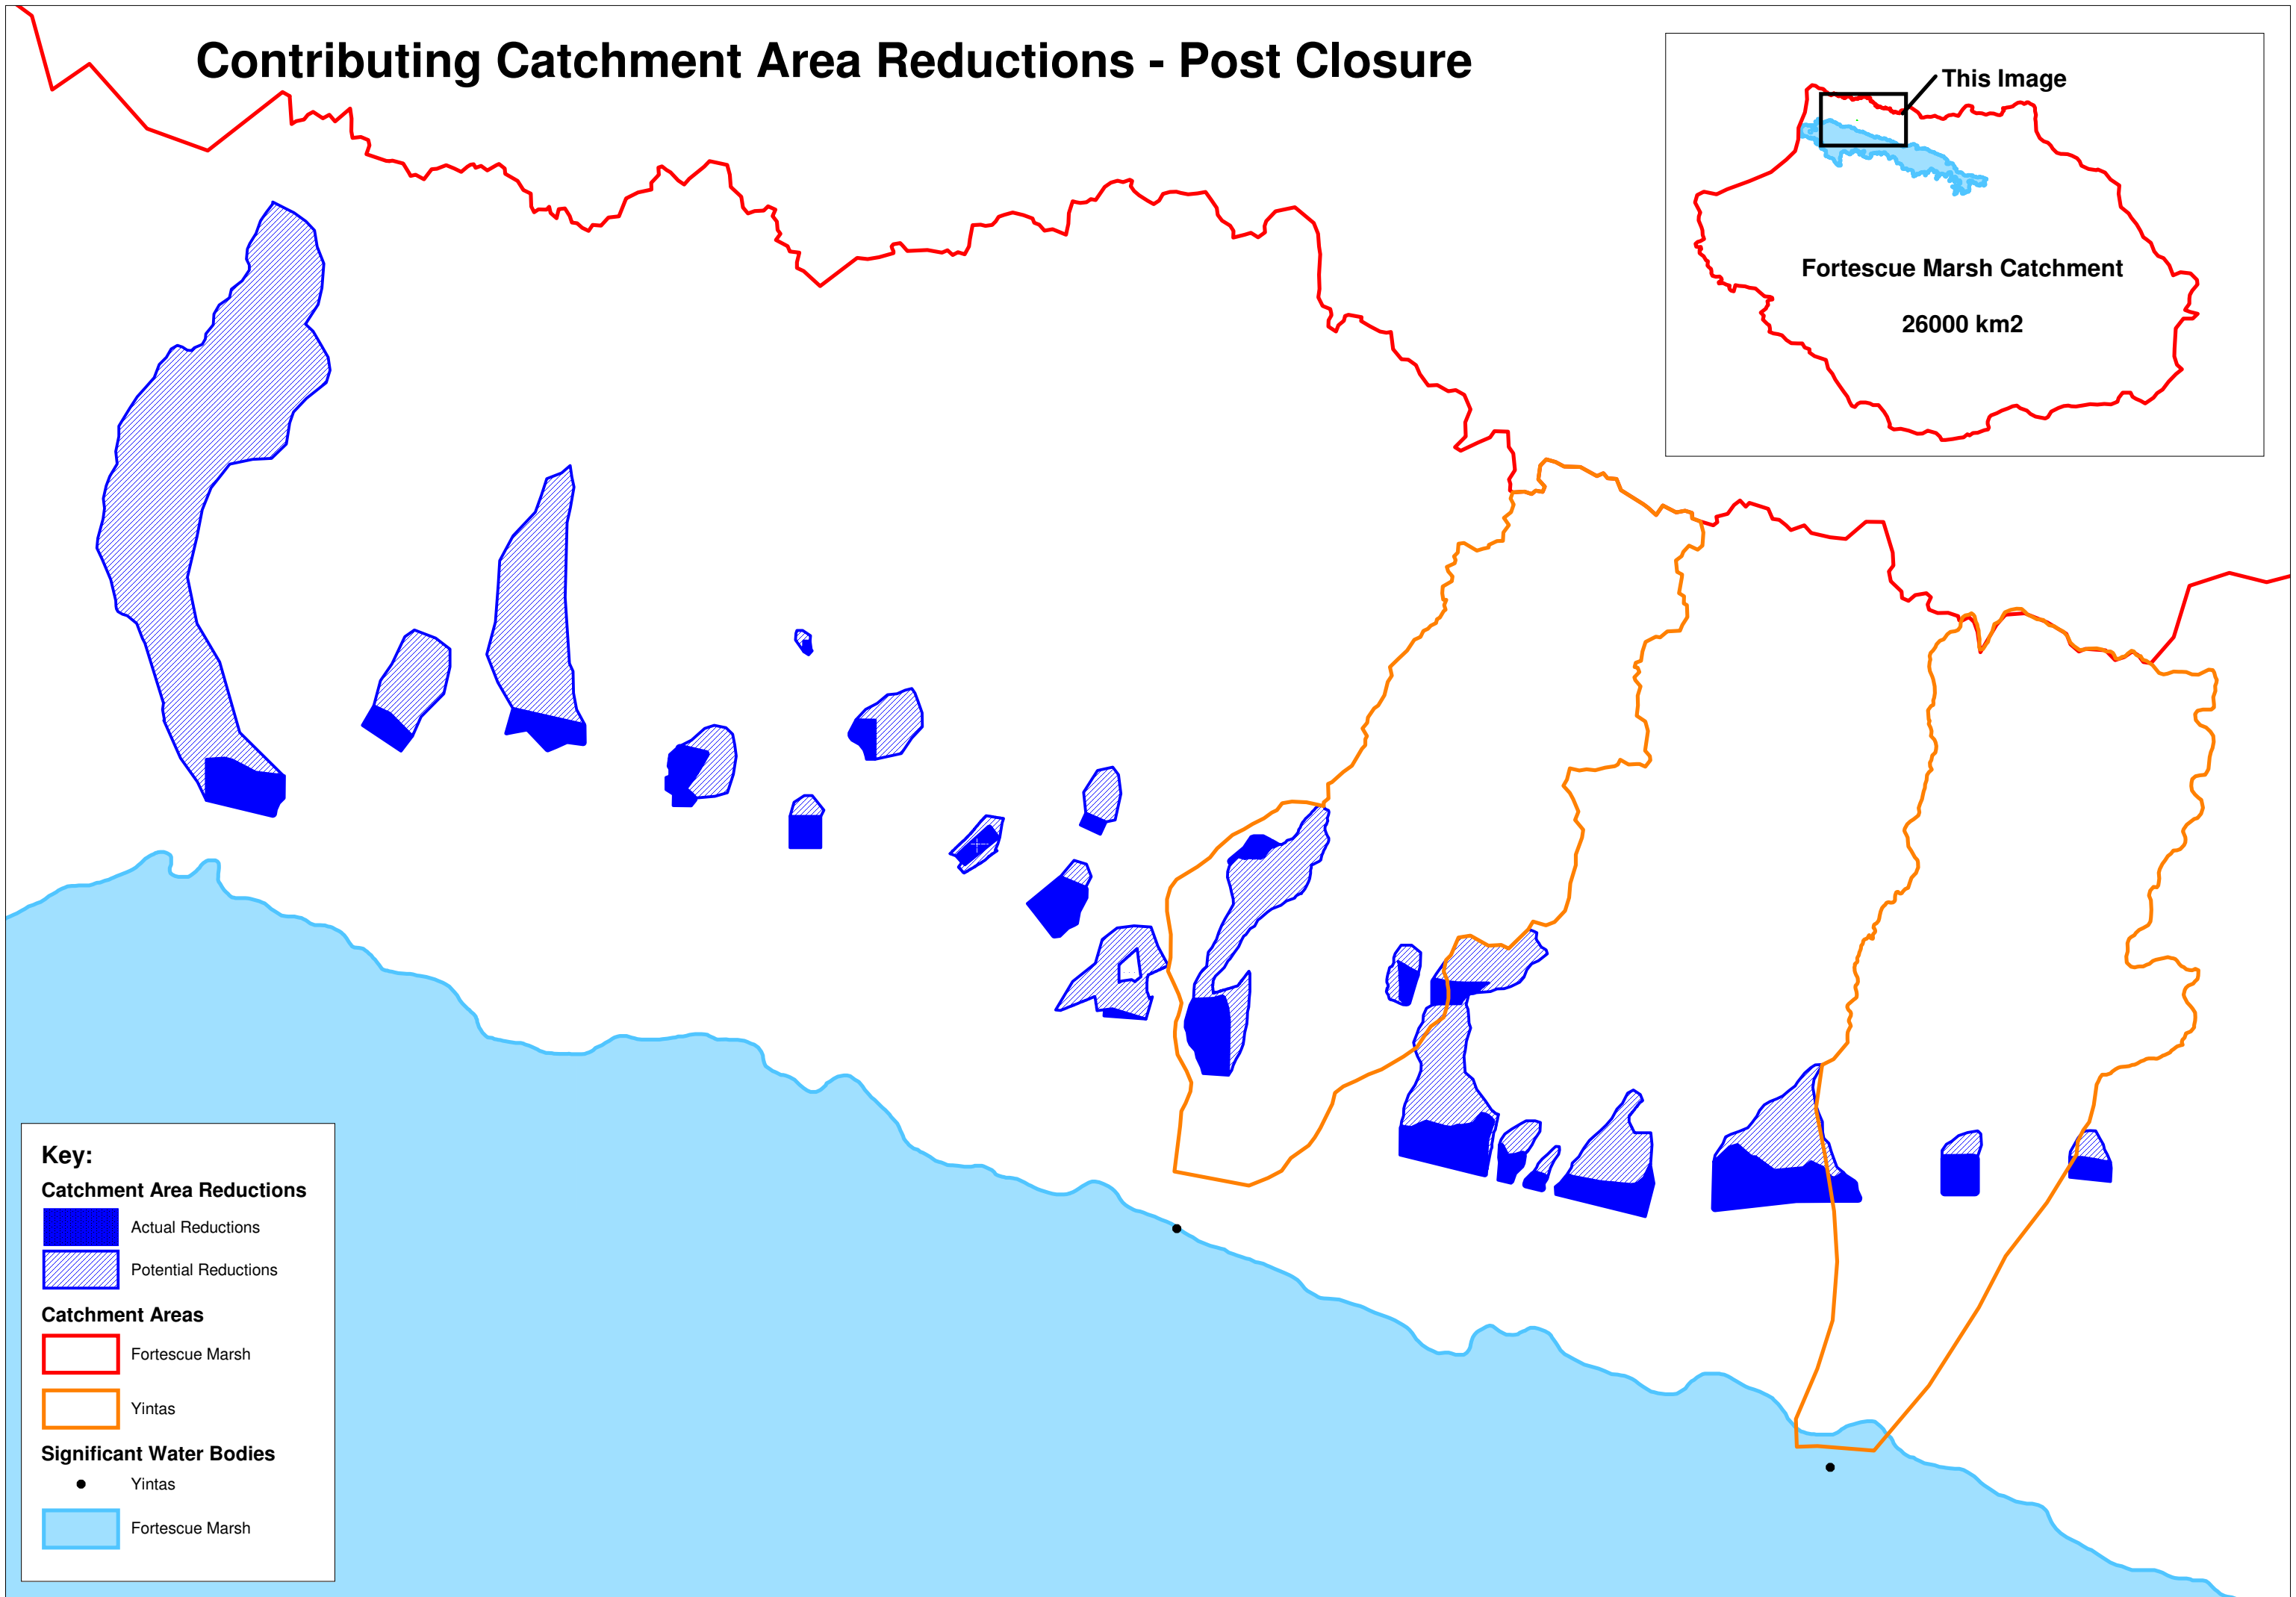 Contributing Catchment Area Reductions - Post Closure
This Image
Fortescue Marsh Catchment
26000 km2
Key:
Catchment Area Reductions
Actual Reductions
Potential Reductions
Catchment Areas
Fortescue Marsh
Yintas
Significant Water Bodies
Yintas
Fortescue Marsh